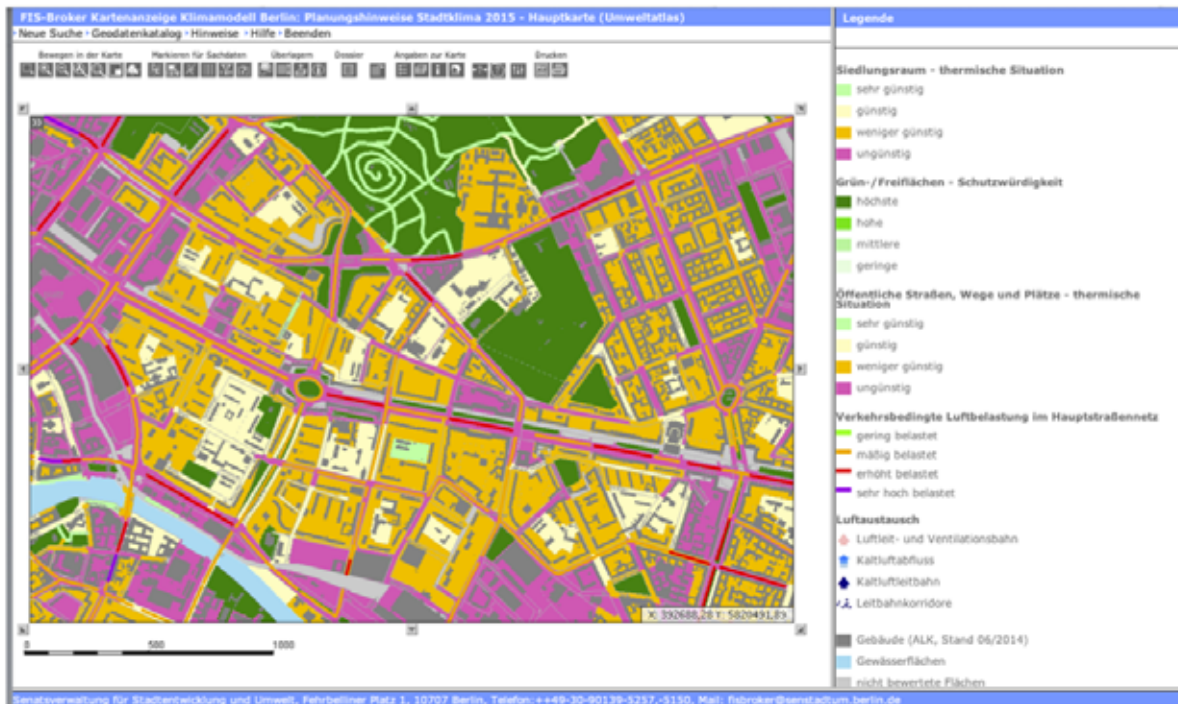 FIS-Broker Kartenanzeige Klimamodell Berlin: Planungshinweise Stadtklima 2015 - Hauptkarte (Umweltatlas)
Neue Suche Geodatenkatalog Hinweise Hilfe Beenden
Bewegen in der Karte Markieren für Sachdaten Überlagern Dossier Angaben zur Karte Drucken
X: 392688,28 Y: 5820491,89
0 500 1000
Legende
Siedlungsraum - thermische Situation
sehr günstig
günstig
weniger günstig
ungünstig
Grün-/Freiflächen - Schutzwürdigkeit
höchste
hohe
mittlere
geringe
Öffentliche Straßen, Wege und Plätze - thermische
Situation
sehr günstig
günstig
weniger günstig
ungünstig
Verkehrsbedingte Luftbelastung im Hauptstraßennetz
gering belastet
mäßig belastet
erhöht belastet
sehr hoch belastet
Luftaustausch
Luftleit- und Ventilationsbahn
Kaltluftabfluss
Kaltluftleitbahn
Leitbahnkorridore
Gebäude (ALK, Stand 06/2014)
Gewässerflächen
nicht bewertete Flächen
Senatsverwaltung für Stadtentwicklung und Umwelt, Fehrbelliner Platz 1, 10707 Berlin, Telefon:++49-30-90139-5257,-5150, Mail: fisbroker@senstadtum.berlin.de